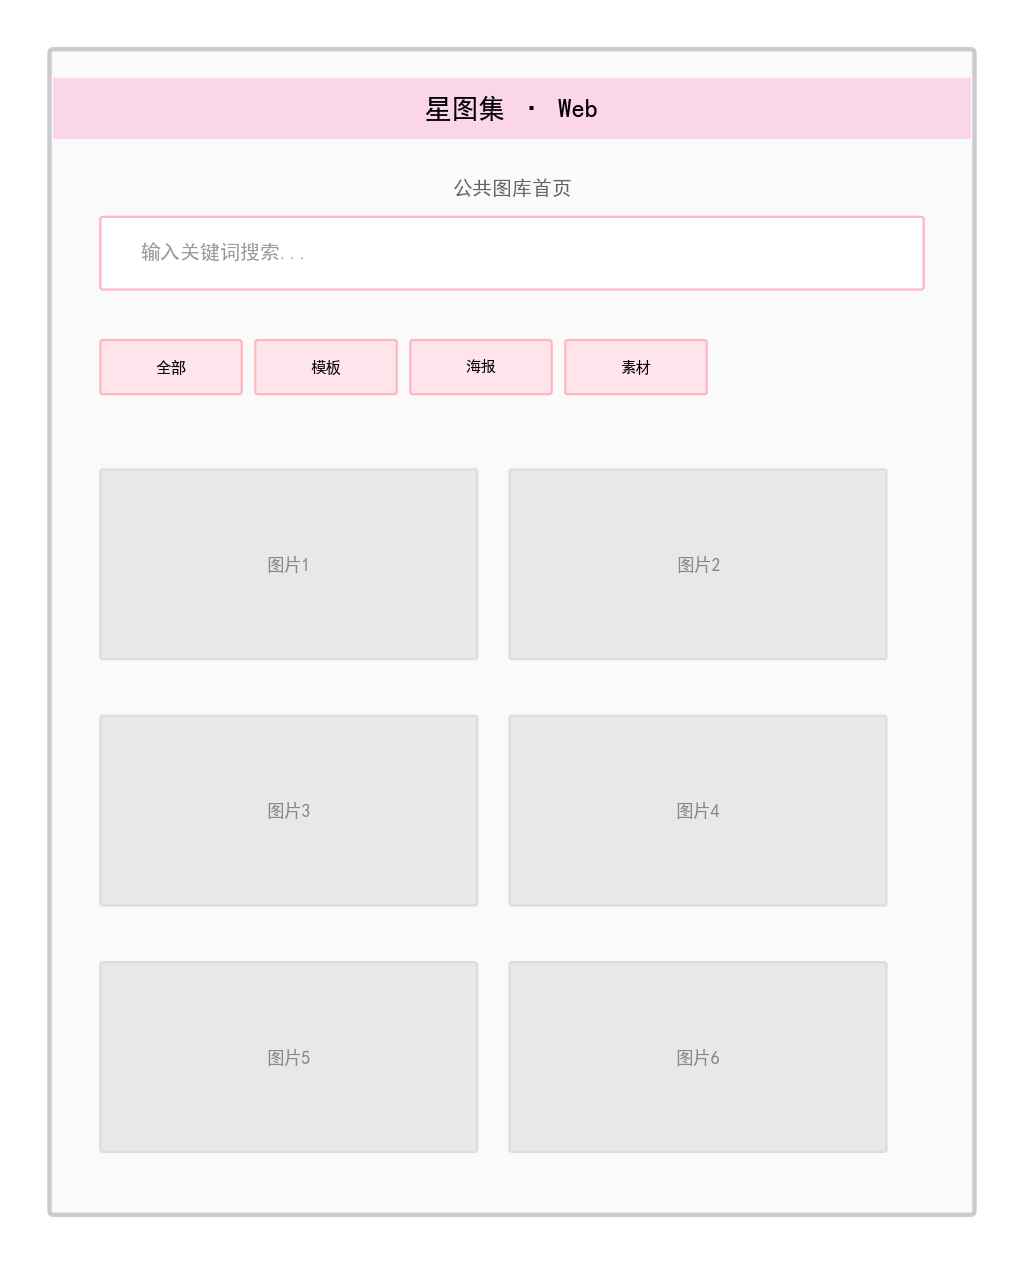 星图集 · Web
公共图库首页
输入关键词搜索...
全部 模板 海报 素材
图片1 图片2
图片3 图片4
图片5 图片6